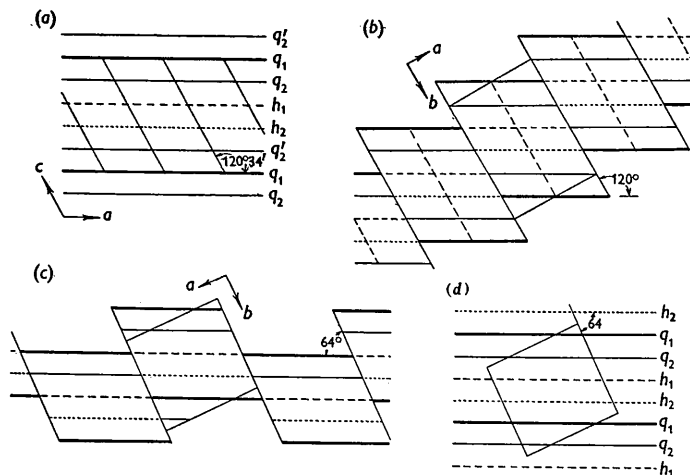 (a)
q₂′
q₁
q₂
h₁
h₂
q₂′
q₁
q₂
120°34′
c
a
(b)
a
b
120°
(c)
a
b
64°
(d)
64
h₂
q₁
q₂
h₁
h₂
q₁
q₂
h₁